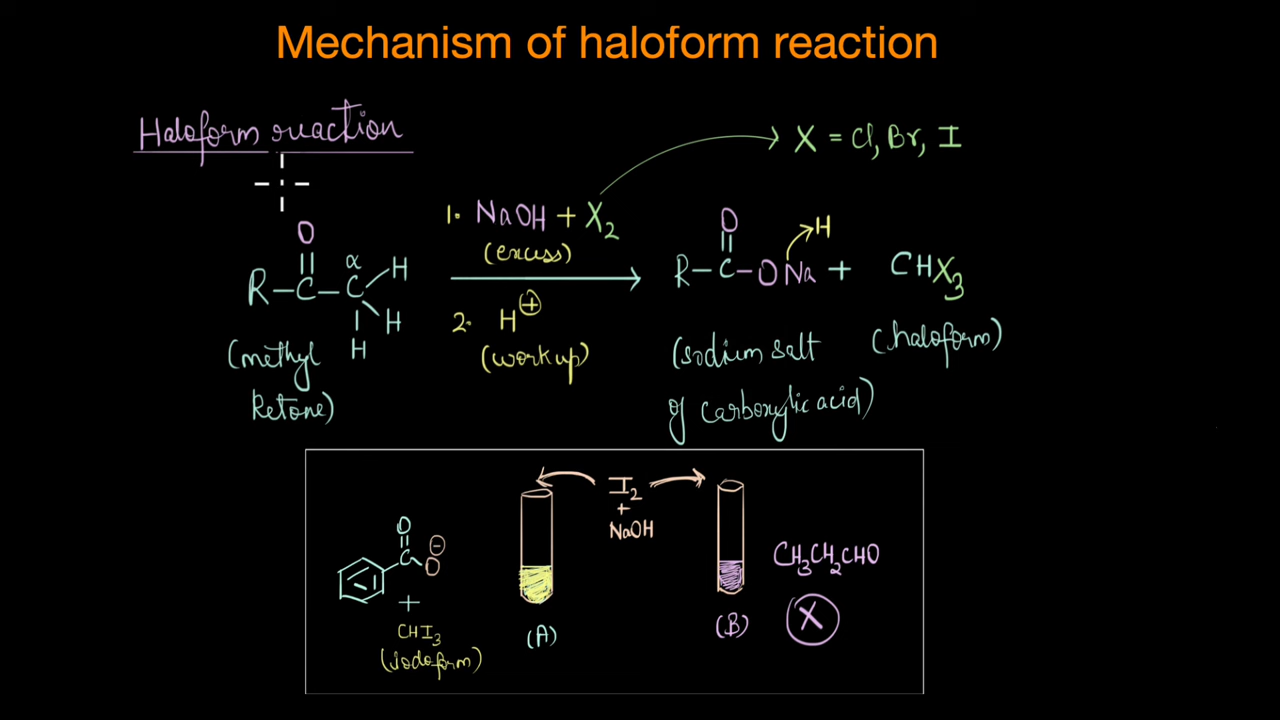 Mechanism of haloform reaction
Haloform reaction
X = Cl, Br, I
1. NaOH + X₂
(excess)
2. H⊕
(workup)
O
||
R–C–C
α
H
H
H
(methyl
ketone)
O
||
R–C–ONa + CHX₃
H
(sodium salt
of carboxylic acid)
(haloform)
I₂
+
NaOH
O
||
C
O
⊖
+
CHI₃
(iodoform)
(A)
(B)
CH₃CH₂CHO
X